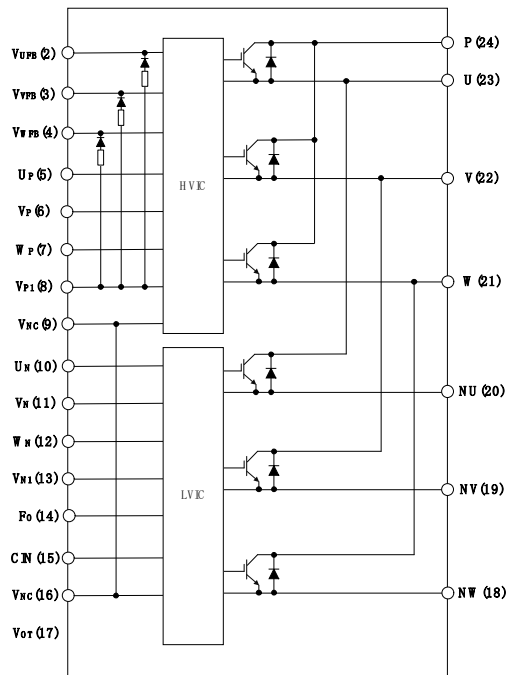 VUFB(2)
VVFB(3)
VWFB(4)
UP(5)
VP(6)
WP(7)
VP1(8)
VNC(9)
UN(10)
VN(11)
WN(12)
VN1(13)
FO(14)
CIN(15)
VNC(16)
VOT(17)
HVIC
LVIC
P(24)
U(23)
V(22)
W(21)
NU(20)
NV(19)
NW(18)